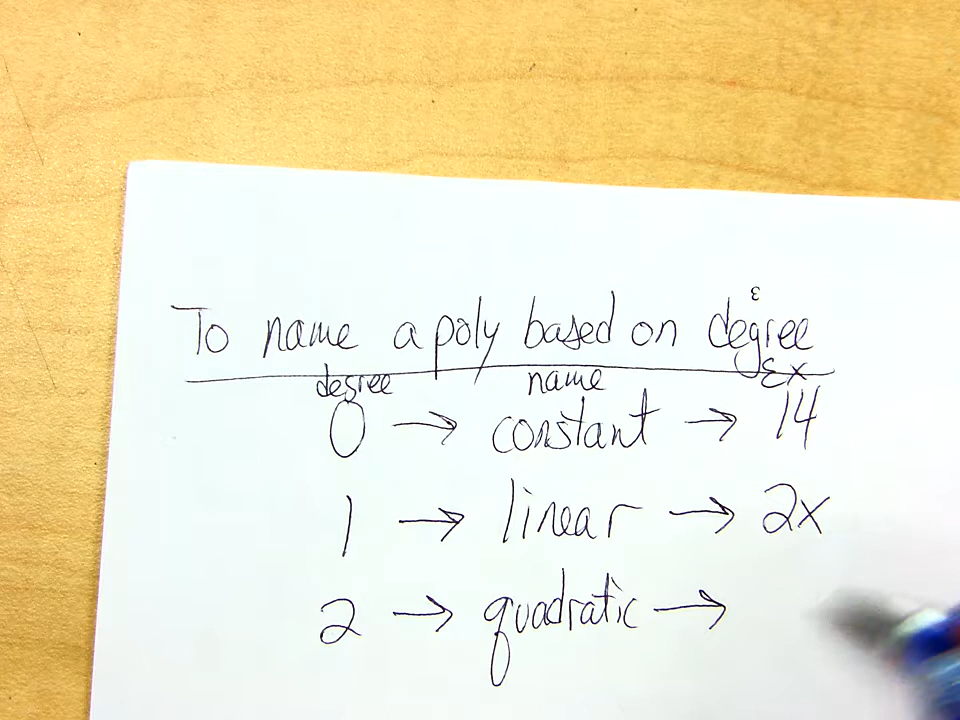 To name a poly based on degree
degree name Ex
0 → constant → 14
1 → linear → 2x
2 → quadratic →